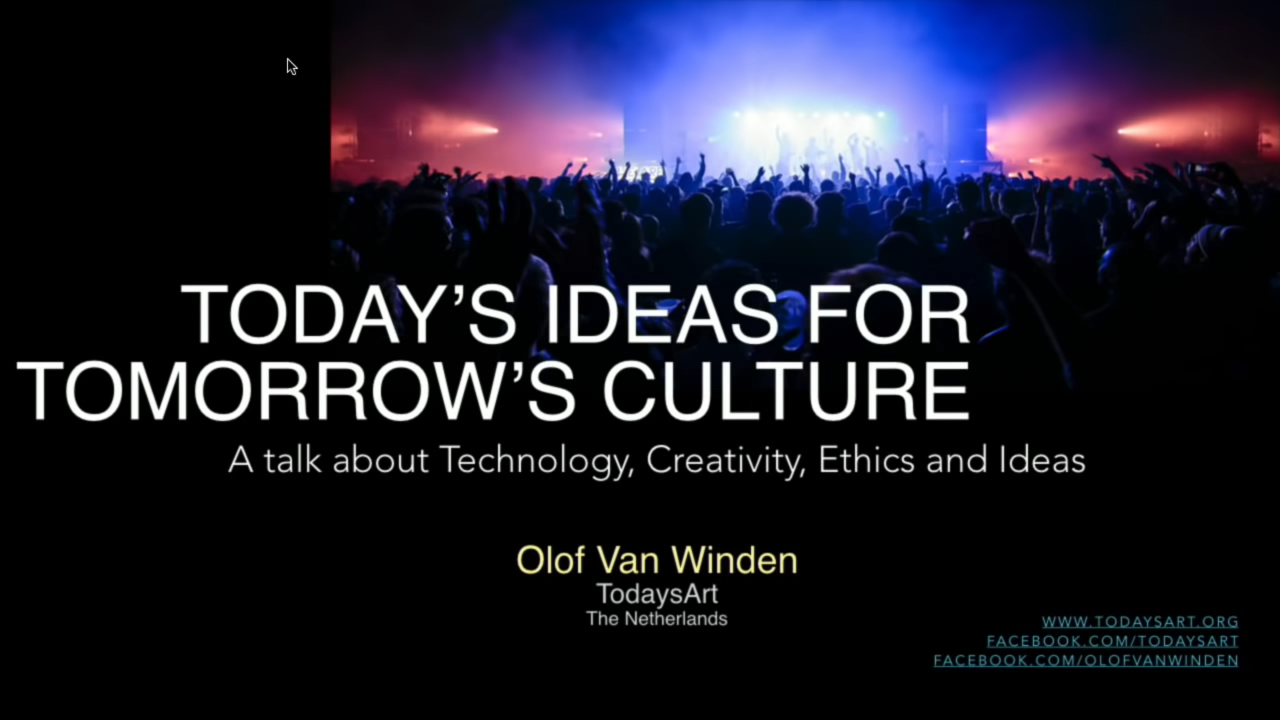 TODAY’S IDEAS FOR
TOMORROW’S CULTURE
A talk about Technology, Creativity, Ethics and Ideas
Olof Van Winden
TodaysArt
The Netherlands
WWW.TODAYSART.ORG
FACEBOOK.COM/TODAYSART
FACEBOOK.COM/OLOFVANWINDEN